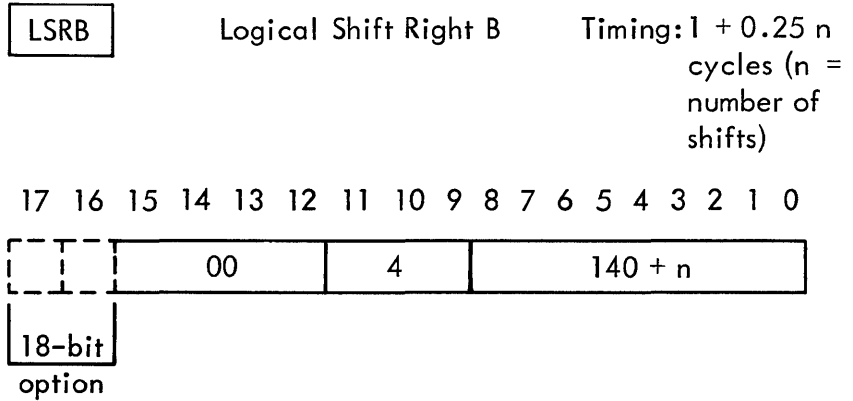 LSRB Logical Shift Right B Timing: 1 + 0.25 n
cycles (n =
number of
shifts)
17 16 15 14 13 12 11 10 9 8 7 6 5 4 3 2 1 0
00 4 140 + n
18-bit
option